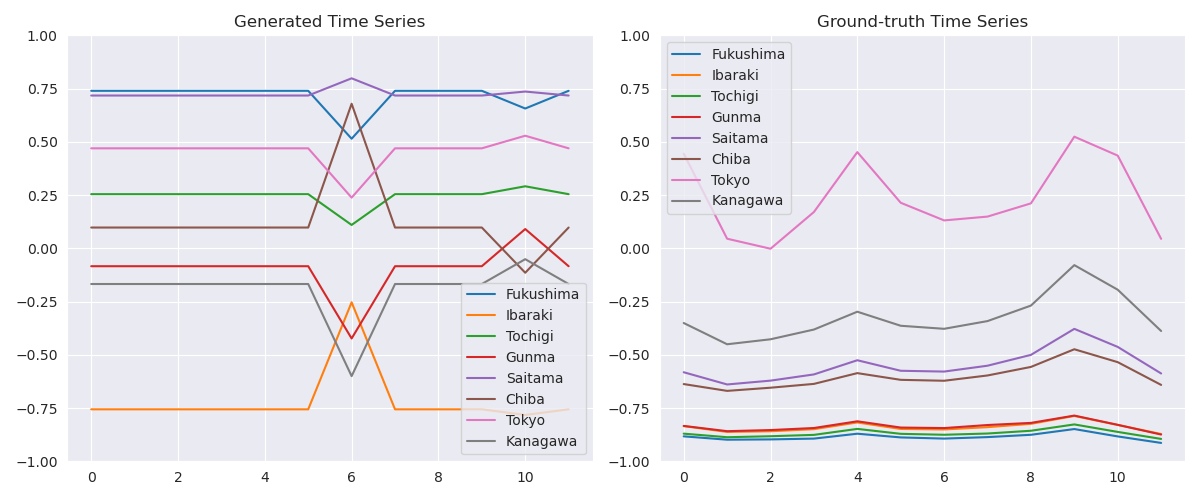 Generated Time Series
1.00
0.75
0.50
0.25
0.00
−0.25
−0.50
−0.75
−1.00
0 2 4 6 8 10
Fukushima
Ibaraki
Tochigi
Gunma
Saitama
Chiba
Tokyo
Kanagawa
Ground-truth Time Series
1.00
0.75
0.50
0.25
0.00
−0.25
−0.50
−0.75
−1.00
0 2 4 6 8 10
Fukushima
Ibaraki
Tochigi
Gunma
Saitama
Chiba
Tokyo
Kanagawa